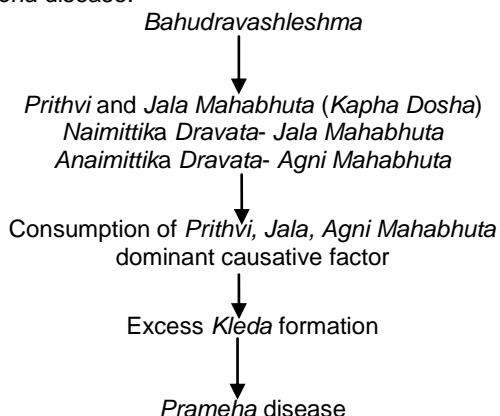 disease.
Bahudravashleshma
Prithvi and Jala Mahabhuta (Kapha Dosha)
Naimittika Dravata- Jala Mahabhuta
Anaimittika Dravata- Agni Mahabhuta
Consumption of Prithvi, Jala, Agni Mahabhuta
dominant causative factor
Excess Kleda formation
Prameha disease